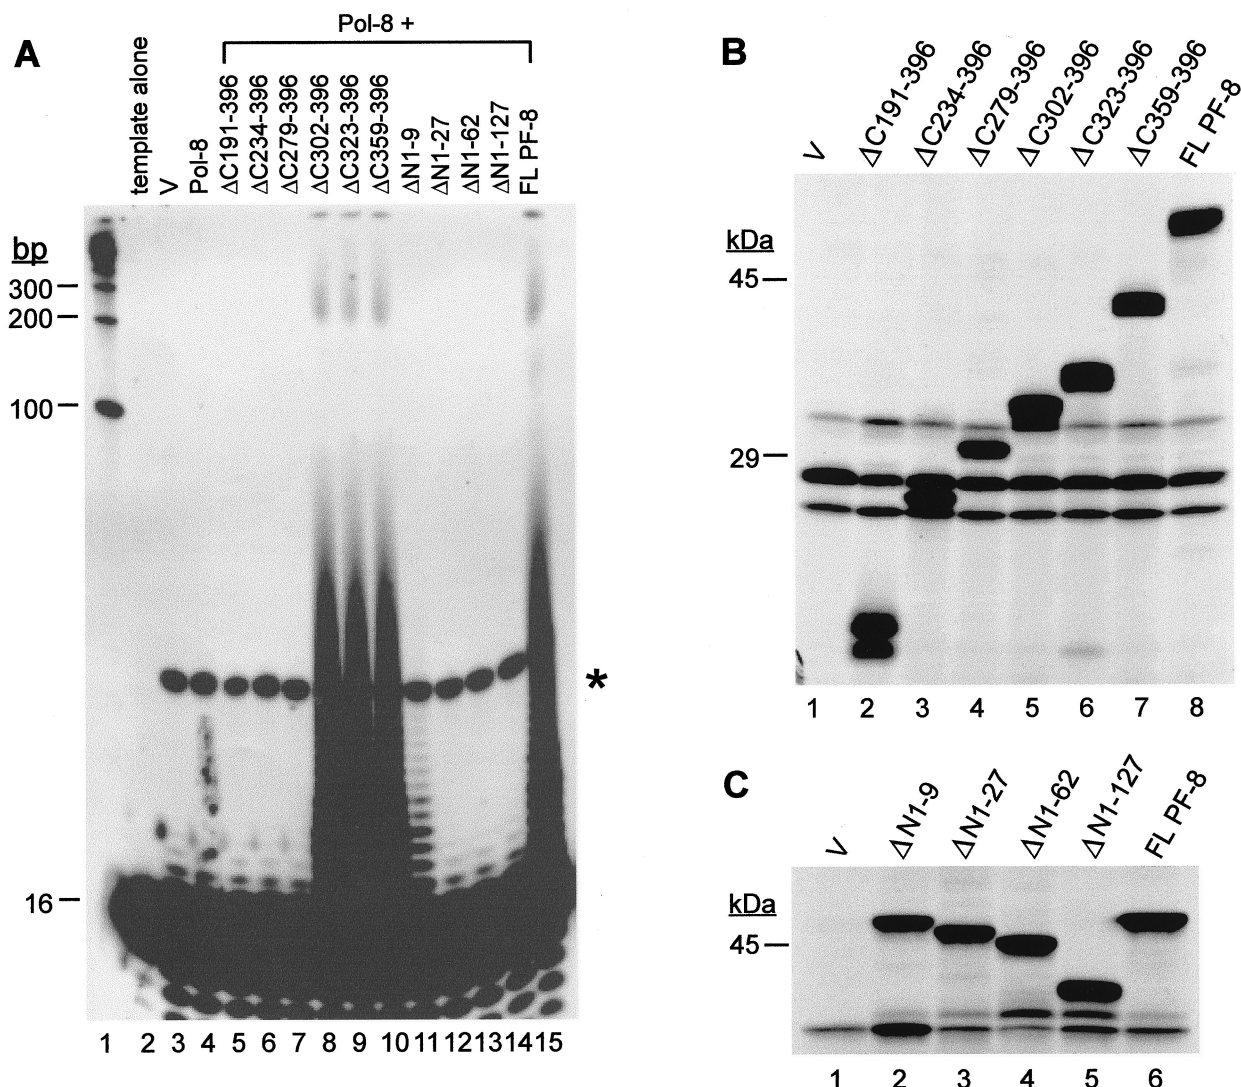 A
Pol-8 +
template alone
V
Pol-8
ΔC191-396
ΔC234-396
ΔC279-396
ΔC302-396
ΔC323-396
ΔC359-396
ΔN1-9
ΔN1-27
ΔN1-62
ΔN1-127
FL PF-8
bp
300
200
100
16
*
1 2 3 4 5 6 7 8 9 10 11 12 13 14 15
B
V
ΔC191-396
ΔC234-396
ΔC279-396
ΔC302-396
ΔC323-396
ΔC359-396
FL PF-8
kDa
45
29
1 2 3 4 5 6 7 8
C
V
ΔN1-9
ΔN1-27
ΔN1-62
ΔN1-127
FL PF-8
kDa
45
1 2 3 4 5 6